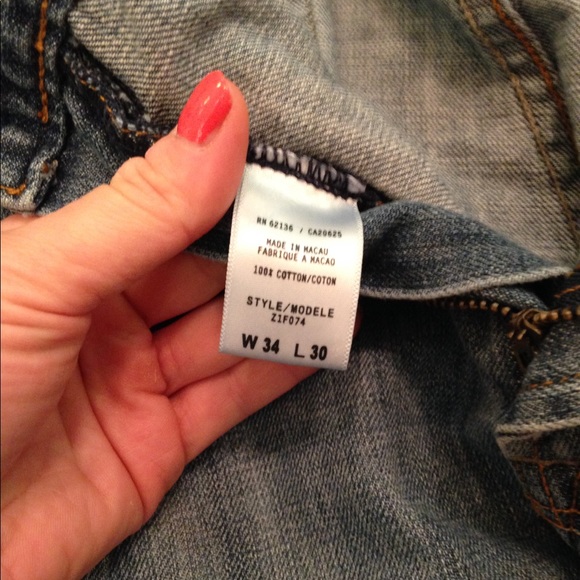 RN 62136 / CA20625
MADE IN MACAU
FABRIQUE A MACAO
100% COTTON/COTON
STYLE/MODELE
Z1F074
W 34 L 30